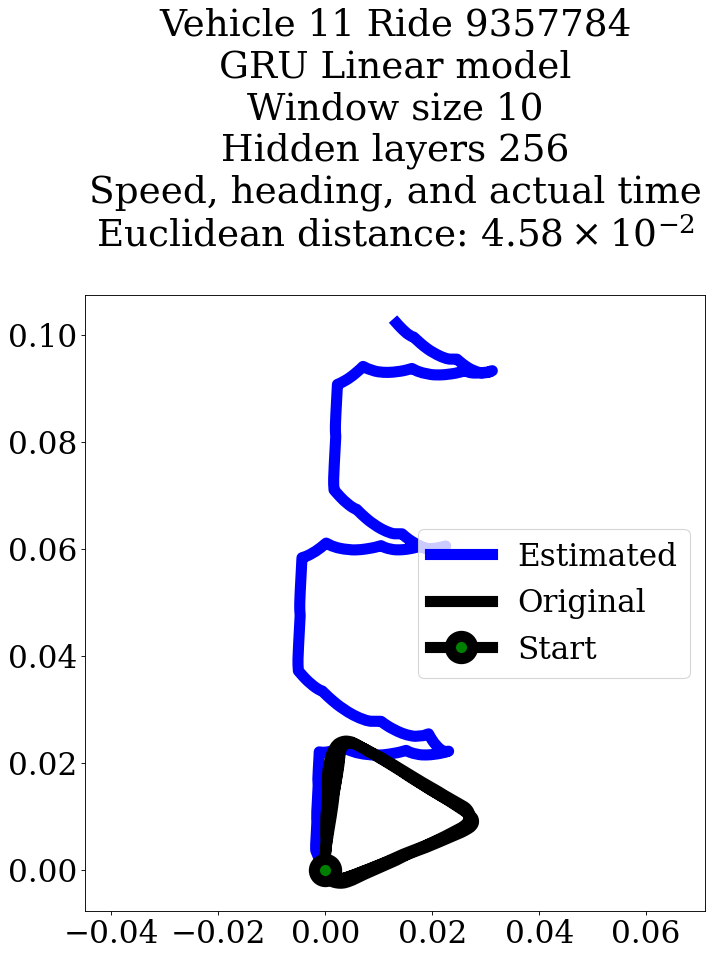 Vehicle 11 Ride 9357784
GRU Linear model
Window size 10
Hidden layers 256
Speed, heading, and actual time
Euclidean distance: 4.58 × 10⁻²
0.10
0.08
0.06
0.04
0.02
0.00
Estimated
Original
Start
−0.04 −0.02 0.00 0.02 0.04 0.06